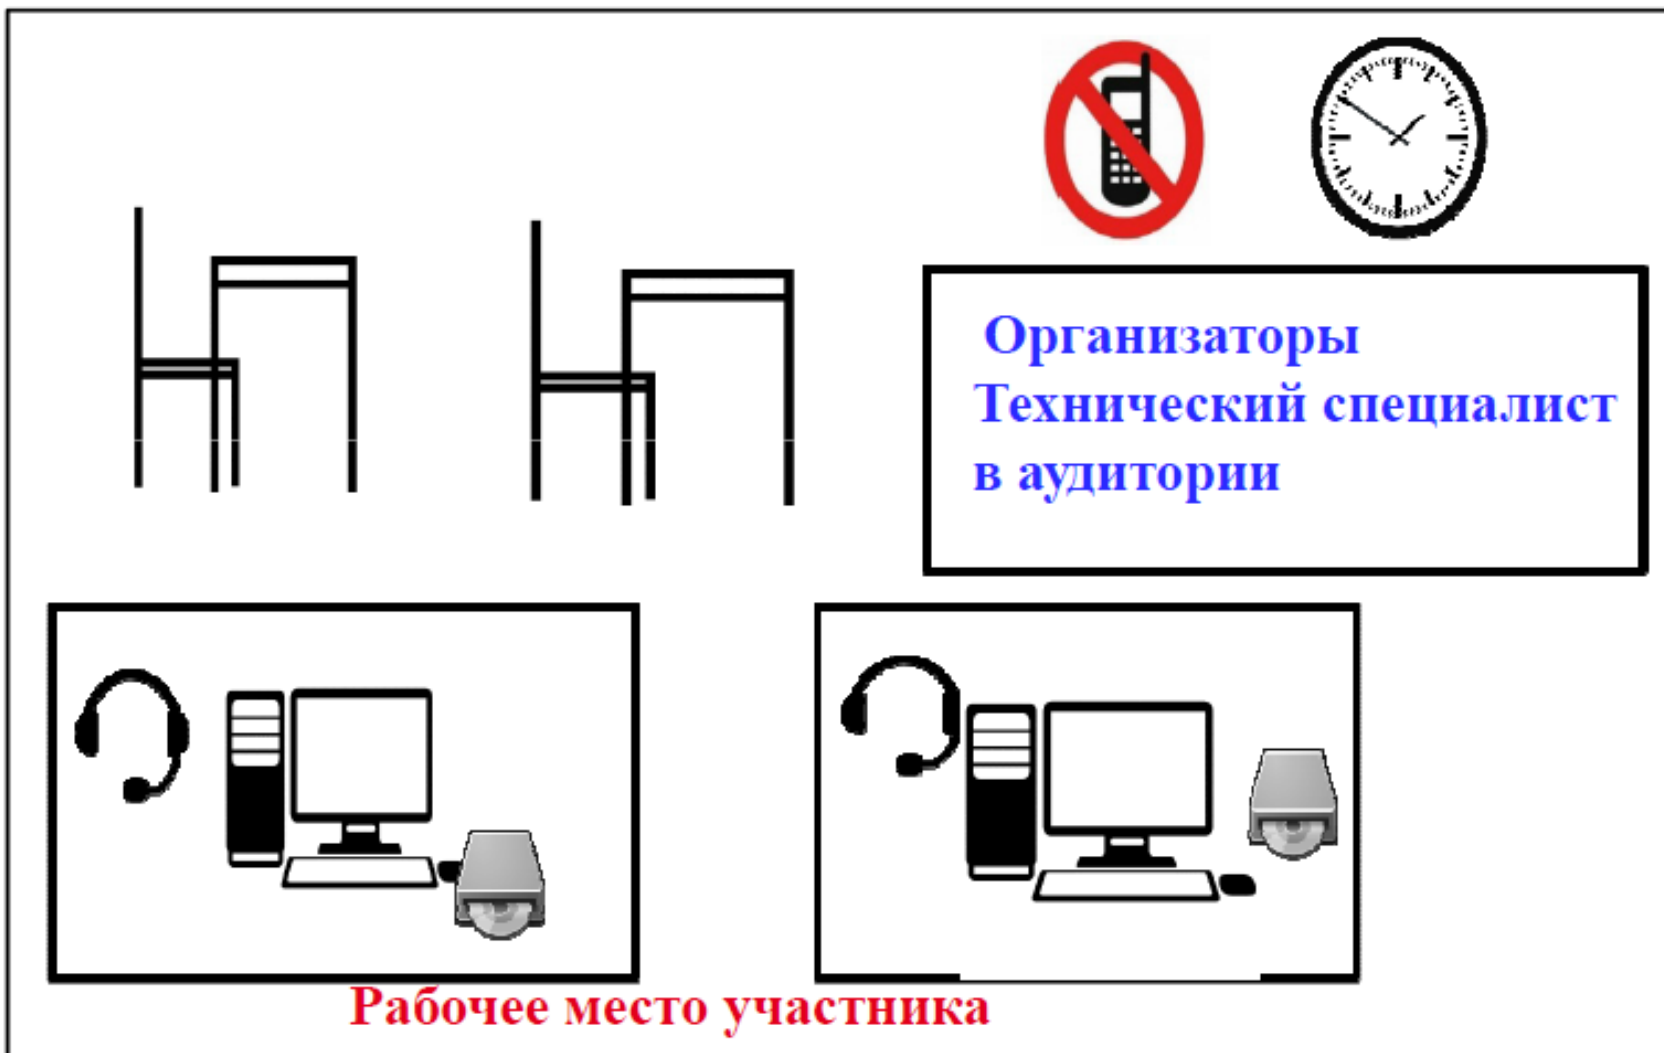 Организаторы
Технический специалист
в аудитории
Рабочее место участника